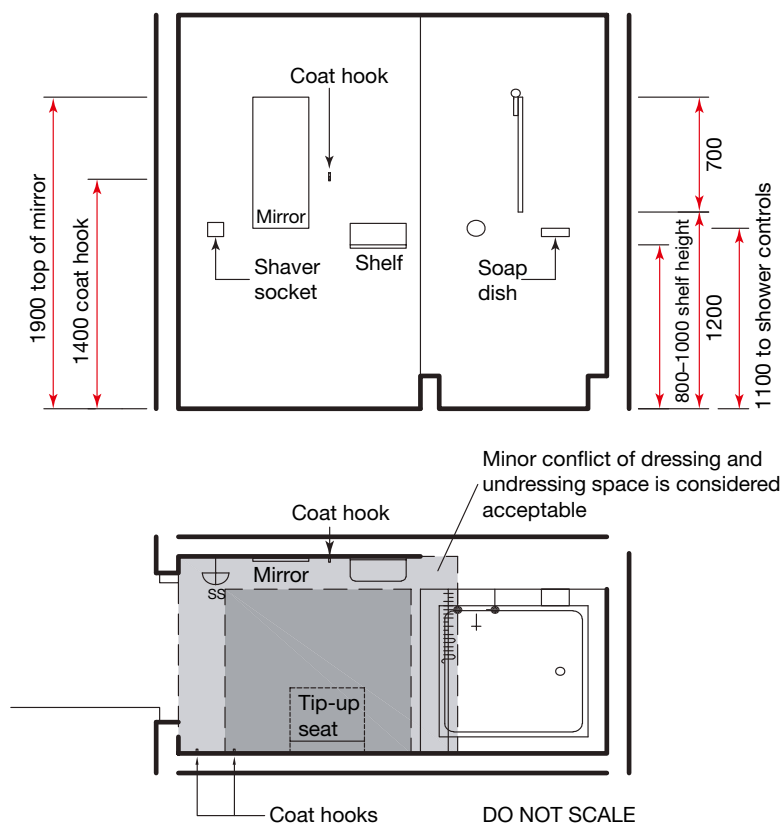 Coat hook
Mirror
Shelf
Shaver
socket
Soap
dish
1900 top of mirror
1400 coat hook
700
800–1000 shelf height
1200
1100 to shower controls
Minor conflict of dressing and
undressing space is considered
acceptable
Coat hook
Mirror
SS
Tip-up
seat
Coat hooks
DO NOT SCALE